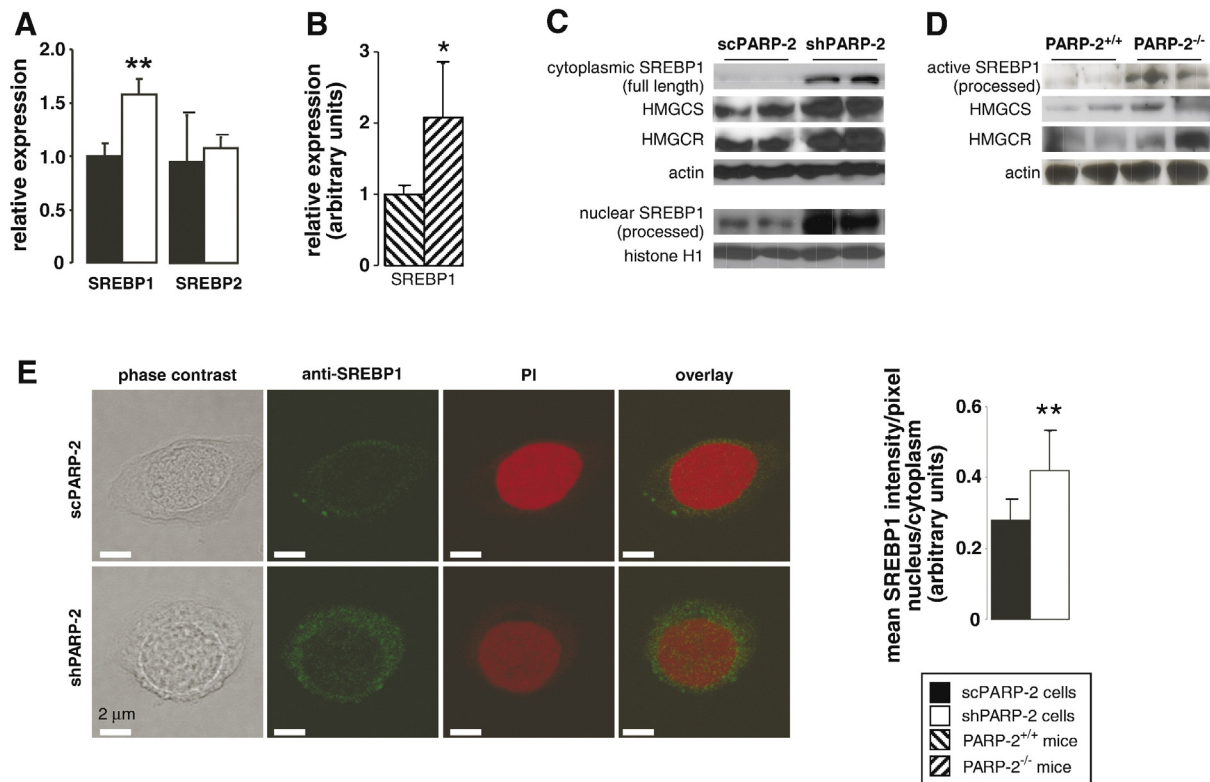 A
2.0
1.5
1.0
0.5
0
relative expression
**
SREBP1
SREBP2
B
3
2
1
0
relative expression
(arbitrary units)
*
SREBP1
C
scPARP-2
shPARP-2
cytoplasmic SREBP1
(full length)
HMGCS
HMGCR
actin
nuclear SREBP1
(processed)
histone H1
D
PARP-2+/+
PARP-2-/-
active SREBP1
(processed)
HMGCS
HMGCR
actin
E
phase contrast
anti-SREBP1
PI
overlay
scPARP-2
shPARP-2
2 μm
mean SREBP1 intensity/pixel
nucleus/cytoplasm
(arbitrary units)
0.6
0.4
0.2
0
**
scPARP-2 cells
shPARP-2 cells
PARP-2+/+ mice
PARP-2-/- mice